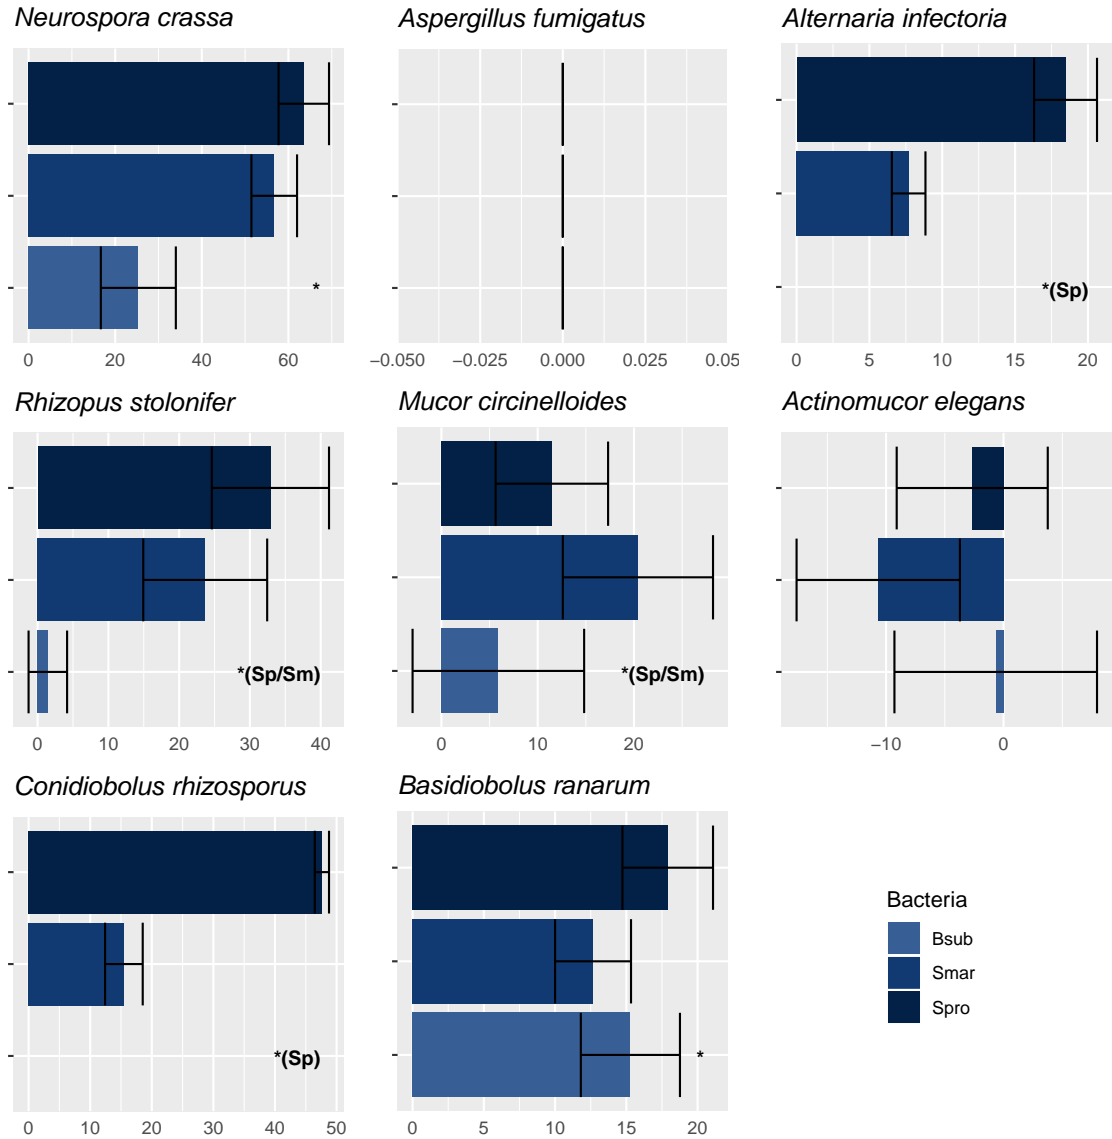 Neurospora crassa
Aspergillus fumigatus
Alternaria infectoria
*
*(Sp)
0 20 40 60
−0.050 −0.025 0.000 0.025 0.05
0 5 10 15 20
Rhizopus stolonifer
Mucor circinelloides
Actinomucor elegans
*(Sp/Sm)
*(Sp/Sm)
0 10 20 30 40
0 10 20
−10 0
Conidiobolus rhizosporus
Basidiobolus ranarum
*(Sp)
*
0 10 20 30 40 50
0 5 10 15 20
Bacteria
Bsub
Smar
Spro